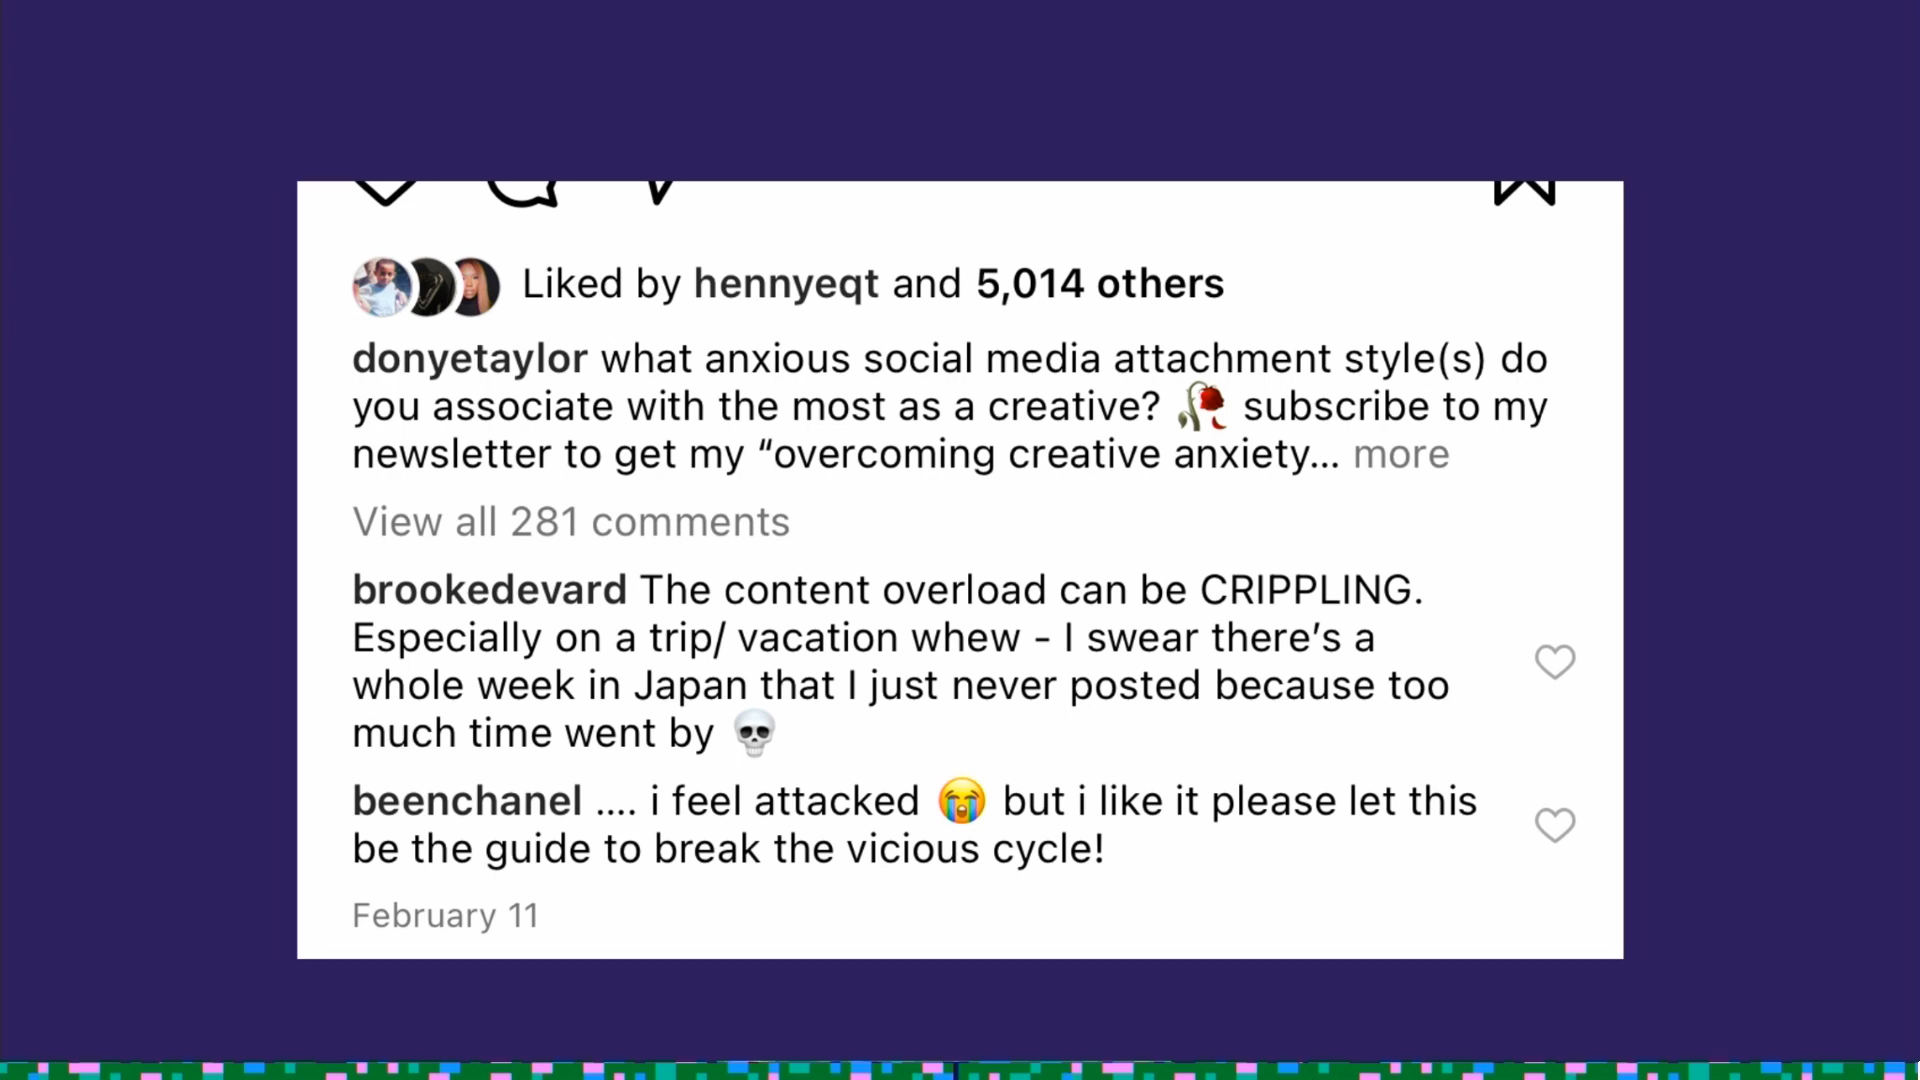 Liked by hennyeqt and 5,014 others
donyetaylor what anxious social media attachment style(s) do
you associate with the most as a creative? 🥀 subscribe to my
newsletter to get my “overcoming creative anxiety... more
View all 281 comments
brookedevard The content overload can be CRIPPLING.
Especially on a trip/ vacation whew - I swear there’s a
whole week in Japan that I just never posted because too
much time went by 💀
beenchanel .... i feel attacked 😭 but i like it please let this
be the guide to break the vicious cycle!
February 11